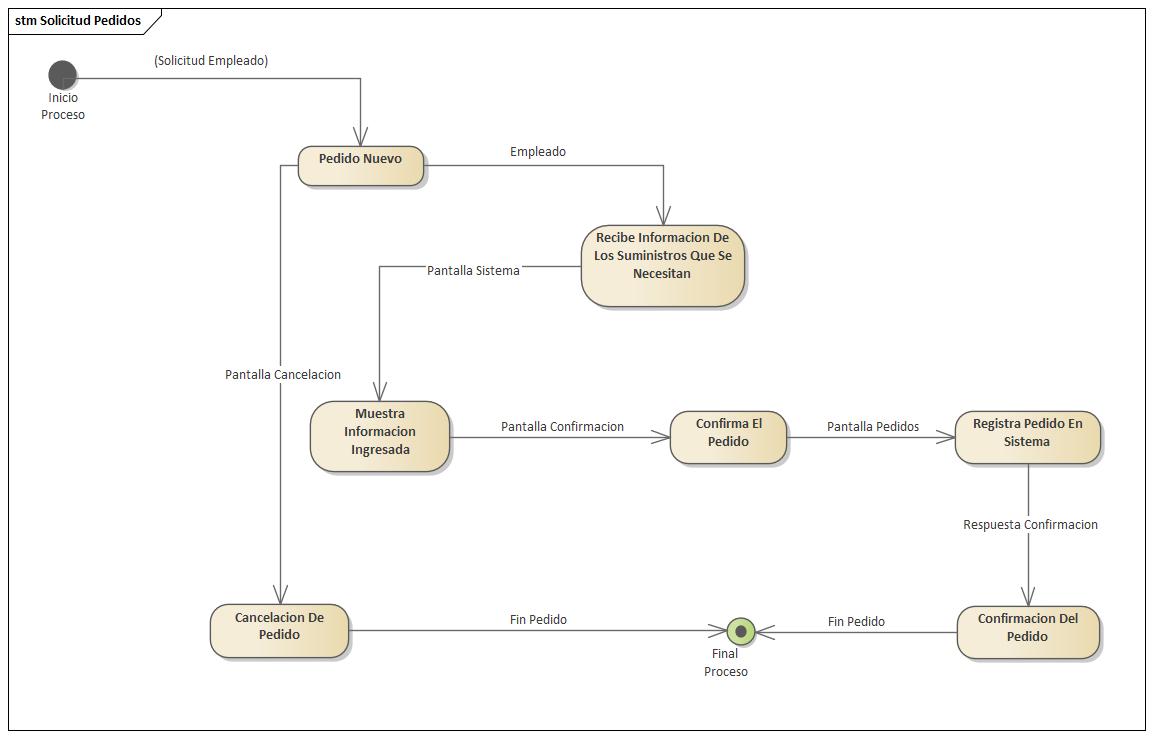 stm Solicitud Pedidos
(Solicitud Empleado)
Inicio
Proceso
Pedido Nuevo
Empleado
Recibe Informacion De
Los Suministros Que Se
Necesitan
Pantalla Sistema
Pantalla Cancelacion
Muestra
Informacion
Ingresada
Pantalla Confirmacion
Confirma El
Pedido
Pantalla Pedidos
Registra Pedido En
Sistema
Respuesta Confirmacion
Cancelacion De
Pedido
Fin Pedido
Final
Proceso
Fin Pedido
Confirmacion Del
Pedido